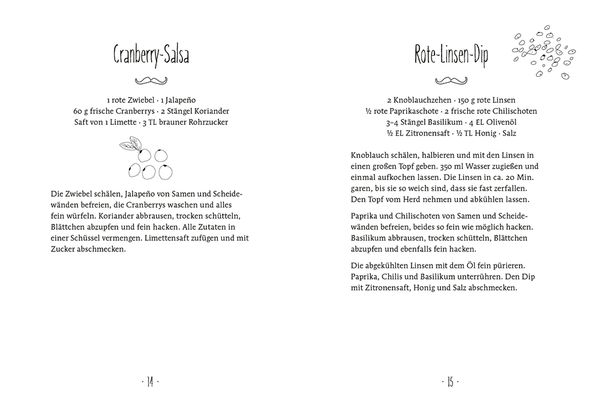 Cranberry-Salsa
1 rote Zwiebel · 1 Jalapeño
60 g frische Cranberrys · 2 Stängel Koriander
Saft von 1 Limette · 3 TL brauner Rohrzucker
Die Zwiebel schälen, Jalapeño von Samen und Scheide-
wänden befreien, die Cranberrys waschen und alles
fein würfeln. Koriander abbrausen, trocken schütteln,
Blättchen abzupfen und fein hacken. Alle Zutaten in
einer Schüssel vermengen. Limettensaft zufügen und mit
Zucker abschmecken.
· 14 ·
Rote-Linsen-Dip
2 Knoblauchzehen · 150 g rote Linsen
½ rote Paprikaschote · 2 frische rote Chilischoten
3–4 Stängel Basilikum · 4 EL Olivenöl
½ EL Zitronensaft · ½ TL Honig · Salz
Knoblauch schälen, halbieren und mit den Linsen in
einen großen Topf geben. 350 ml Wasser zugießen und
einmal aufkochen lassen. Die Linsen in ca. 20 Min.
garen, bis sie so weich sind, dass sie fast zerfallen.
Den Topf vom Herd nehmen und abkühlen lassen.
Paprika und Chilischoten von Samen und Scheide-
wänden befreien, beides so fein wie möglich hacken.
Basilikum abbrausen, trocken schütteln, Blättchen
abzupfen und ebenfalls fein hacken.
Die abgekühlten Linsen mit dem Öl fein pürieren.
Paprika, Chilis und Basilikum unterrühren. Den Dip
mit Zitronensaft, Honig und Salz abschmecken.
· 15 ·